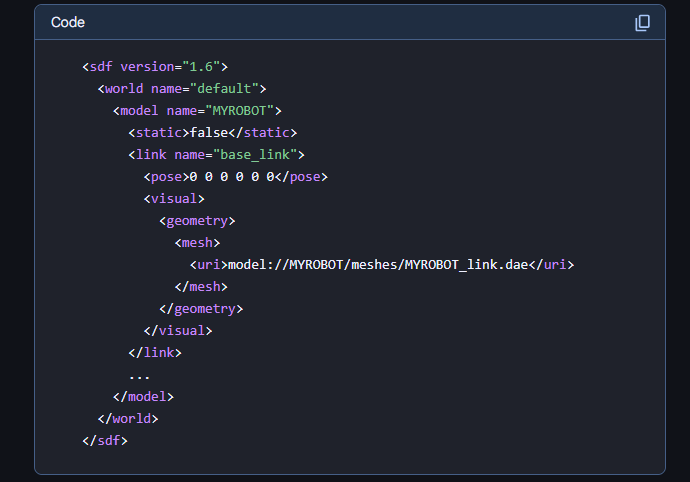 Code
<sdf version="1.6">
<world name="default">
<model name="MYROBOT">
<static>false</static>
<link name="base_link">
<pose>0 0 0 0 0 0</pose>
<visual>
<geometry>
<mesh>
<uri>model://MYROBOT/meshes/MYROBOT_link.dae</uri>
</mesh>
</geometry>
</visual>
</link>
...
</model>
</world>
</sdf>